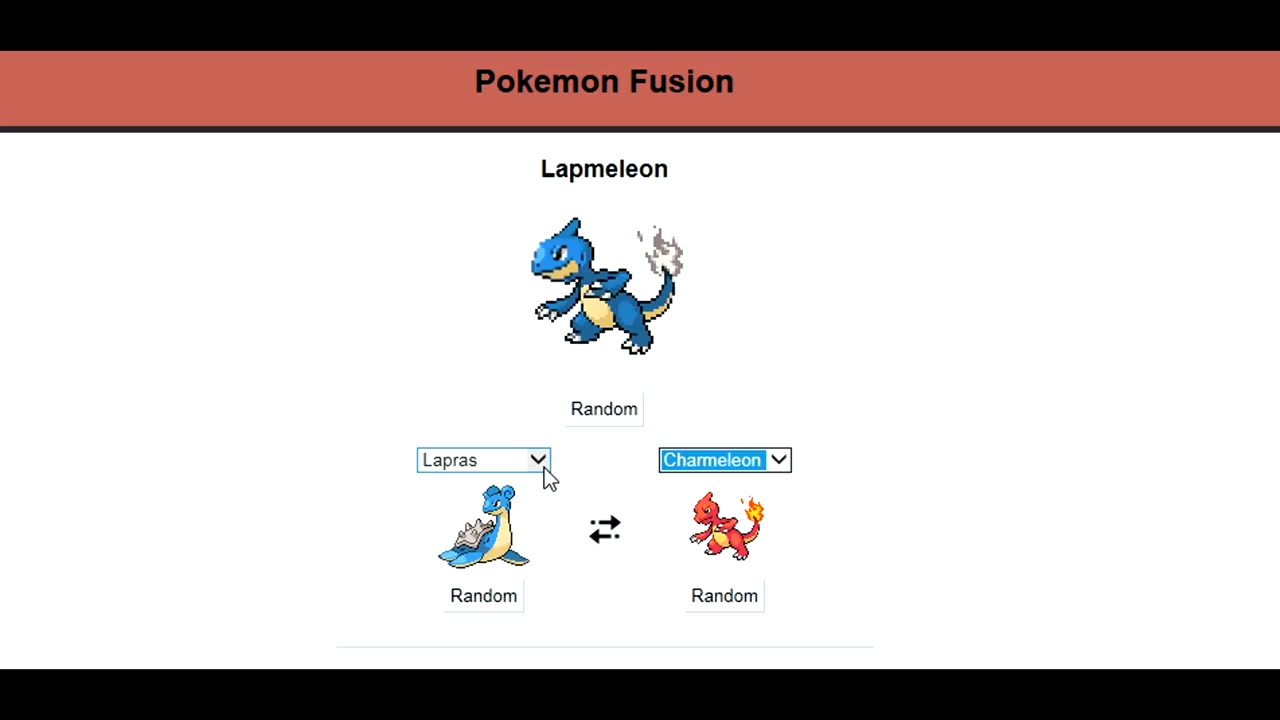 Pokemon Fusion
Lapmeleon
Random
Lapras
Charmeleon
Random
Random